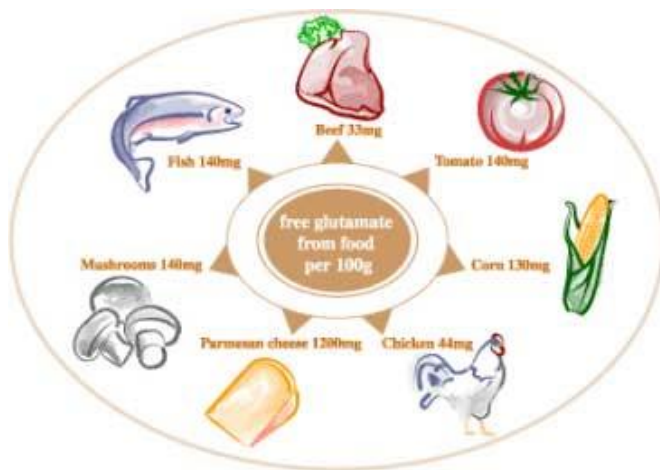 Beef 33mg
Fish 140mg
Tomato 140mg
free glutamate
from food
per 100g
Mushrooms 140mg
Corn 130mg
Parmesan cheese 1200mg
Chicken 44mg